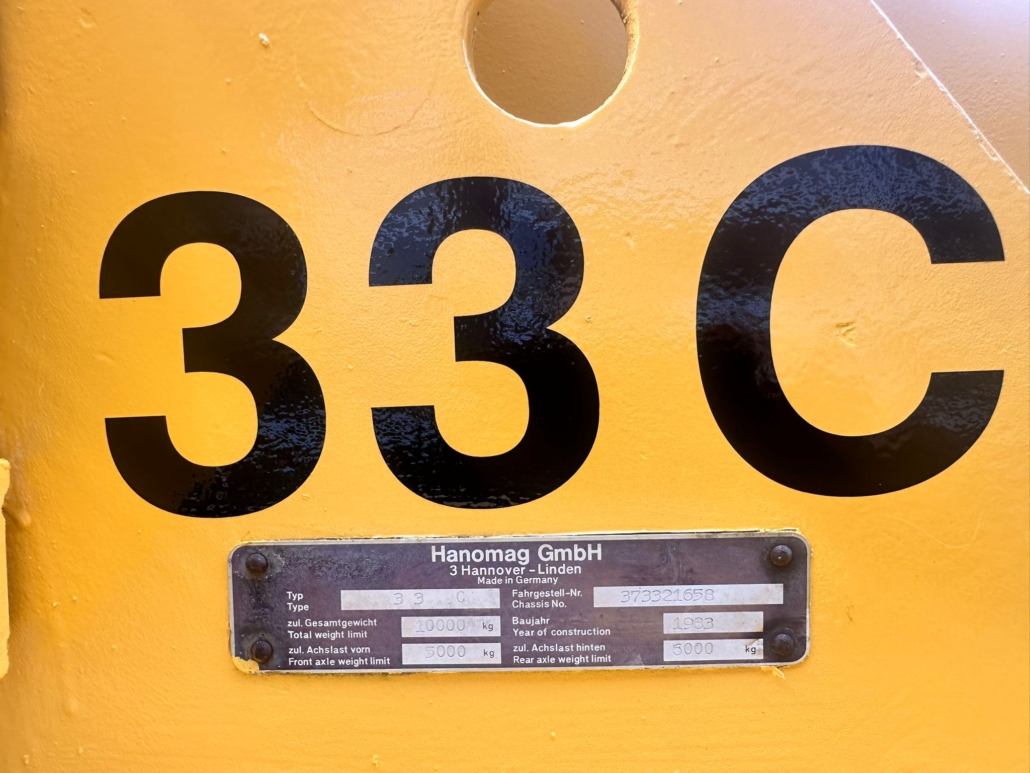 33 C
Hanomag GmbH
3 Hannover – Linden
Made in Germany
Typ
Type
33 C
Fahrgestell-Nr.
Chassis No.
373321658
zul. Gesamtgewicht
Total weight limit
10000 kg
Baujahr
Year of construction
1983
zul. Achslast vorn
Front axle weight limit
5000 kg
zul. Achslast hinten
Rear axle weight limit
5000 kg